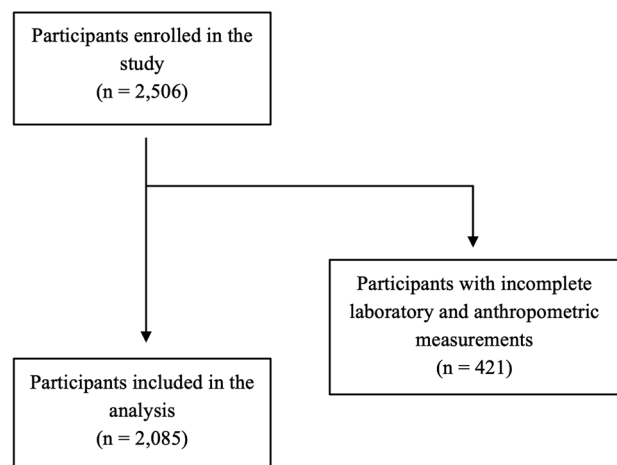 Participants enrolled in the
study
(n = 2,506)
Participants with incomplete
laboratory and anthropometric
measurements
(n = 421)
Participants included in the
analysis
(n = 2,085)